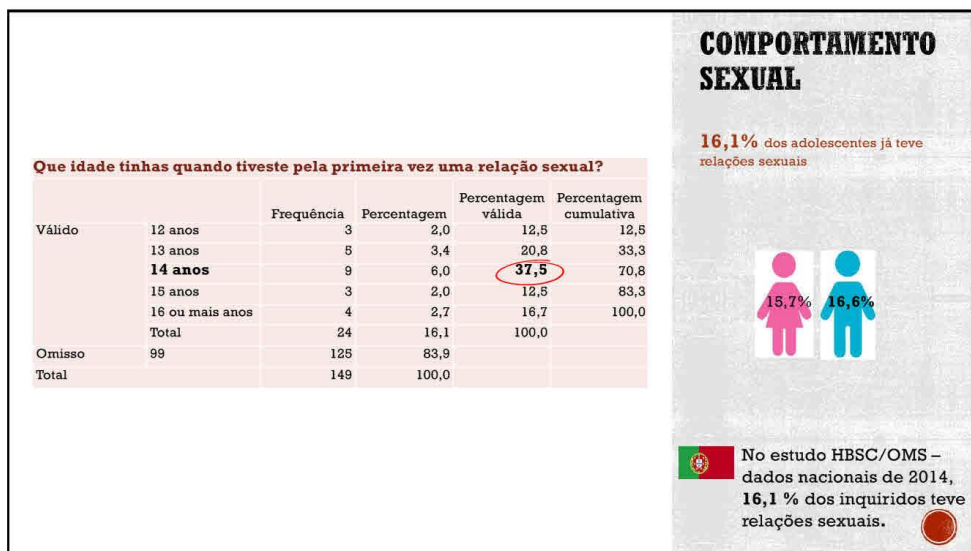 Que idade tinhas quando tiveste pela primeira vez uma relação sexual?
Frequência Percentagem Percentagem válida Percentagem cumulativa
Válido 12 anos 3 2,0 12,5 12,5
13 anos 5 3,4 20,8 33,3
14 anos 9 6,0 37,5 70,8
15 anos 3 2,0 12,5 83,3
16 ou mais anos 4 2,7 16,7 100,0
Total 24 16,1 100,0
Omisso 99 125 83,9
Total 149 100,0
COMPORTAMENTO
SEXUAL
16,1% dos adolescentes já teve
relações sexuais
15,7% 16,6%
No estudo HBSC/OMS –
dados nacionais de 2014,
16,1 % dos inquiridos teve
relações sexuais.